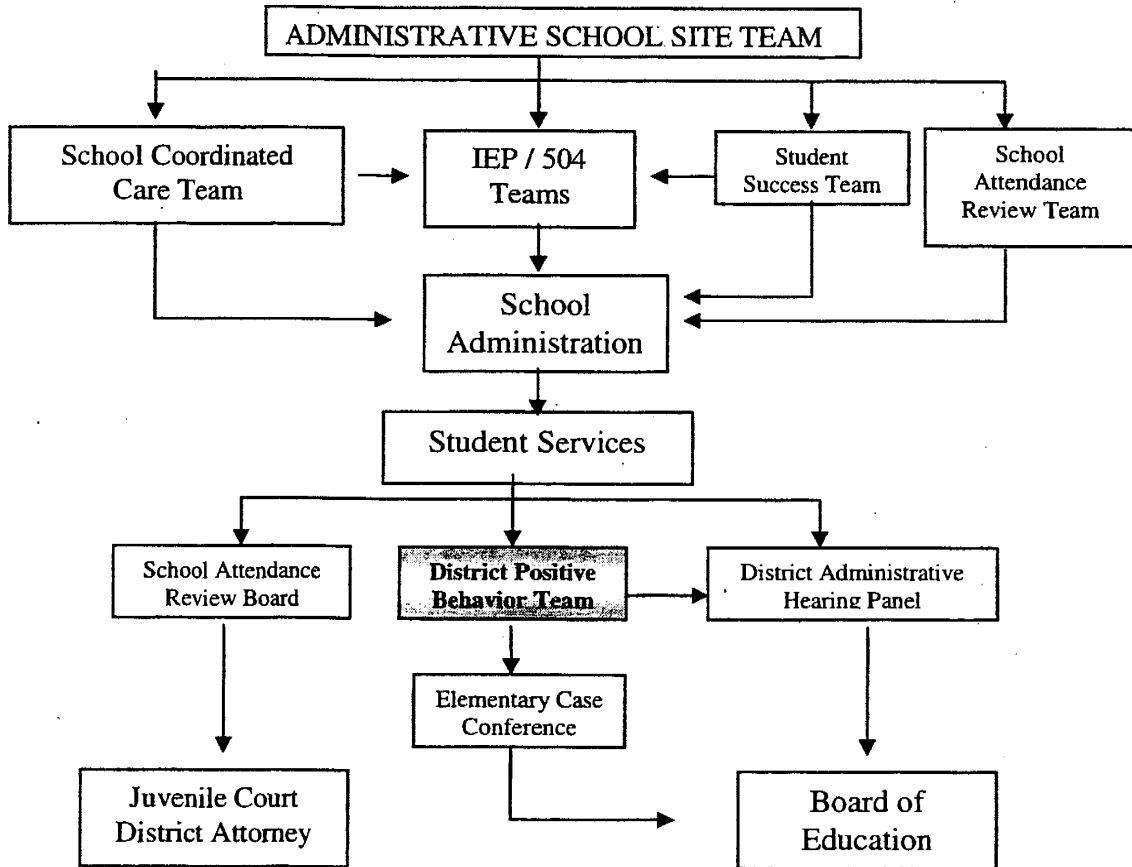 ADMINISTRATIVE SCHOOL SITE TEAM
School Coordinated
Care Team
IEP / 504
Teams
Student
Success Team
School
Attendance
Review Team
School
Administration
Student Services
School Attendance
Review Board
District Positive
Behavior Team
District Administrative
Hearing Panel
Elementary Case
Conference
Juvenile Court
District Attorney
Board of
Education